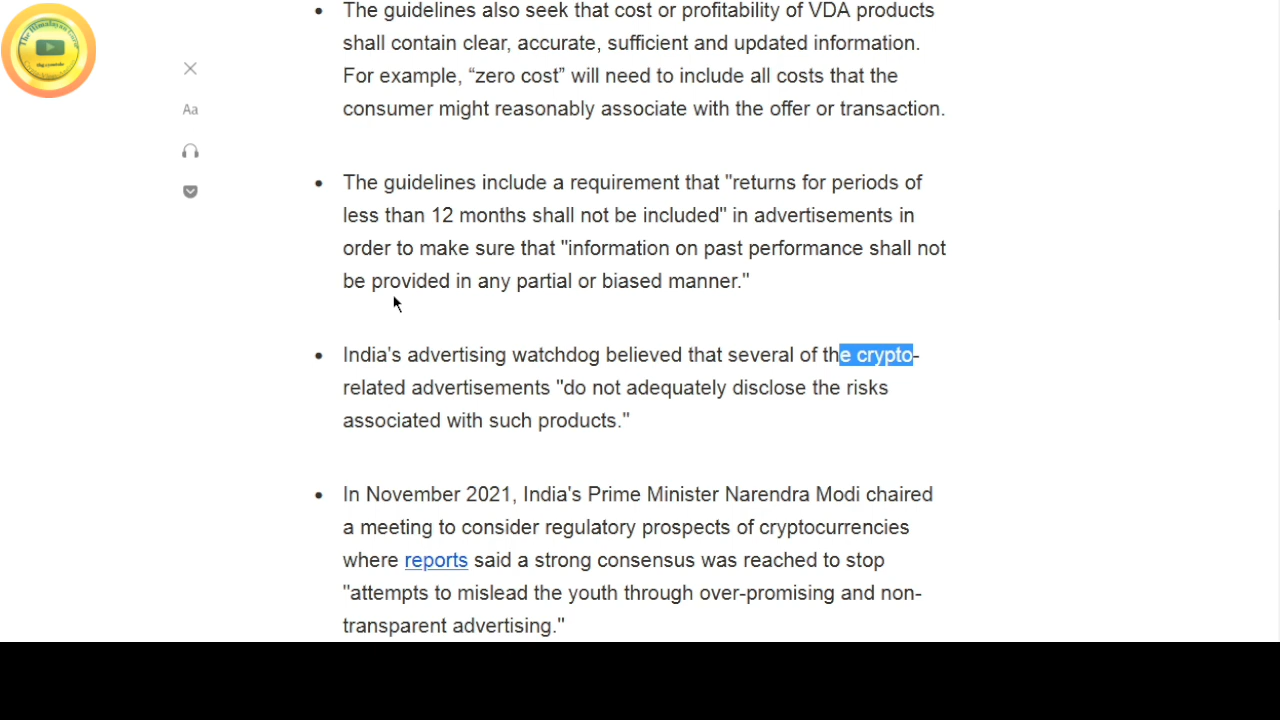 The Himalayan
The guidelines also seek that cost or profitability of VDA products
shall contain clear, accurate, sufficient and updated information.
For example, “zero cost” will need to include all costs that the
consumer might reasonably associate with the offer or transaction.
Aa
The guidelines include a requirement that "returns for periods of
less than 12 months shall not be included" in advertisements in
order to make sure that "information on past performance shall not
be provided in any partial or biased manner."
India's advertising watchdog believed that several of the crypto-
related advertisements "do not adequately disclose the risks
associated with such products."
In November 2021, India's Prime Minister Narendra Modi chaired
a meeting to consider regulatory prospects of cryptocurrencies
where reports said a strong consensus was reached to stop
"attempts to mislead the youth through over-promising and non-
transparent advertising."